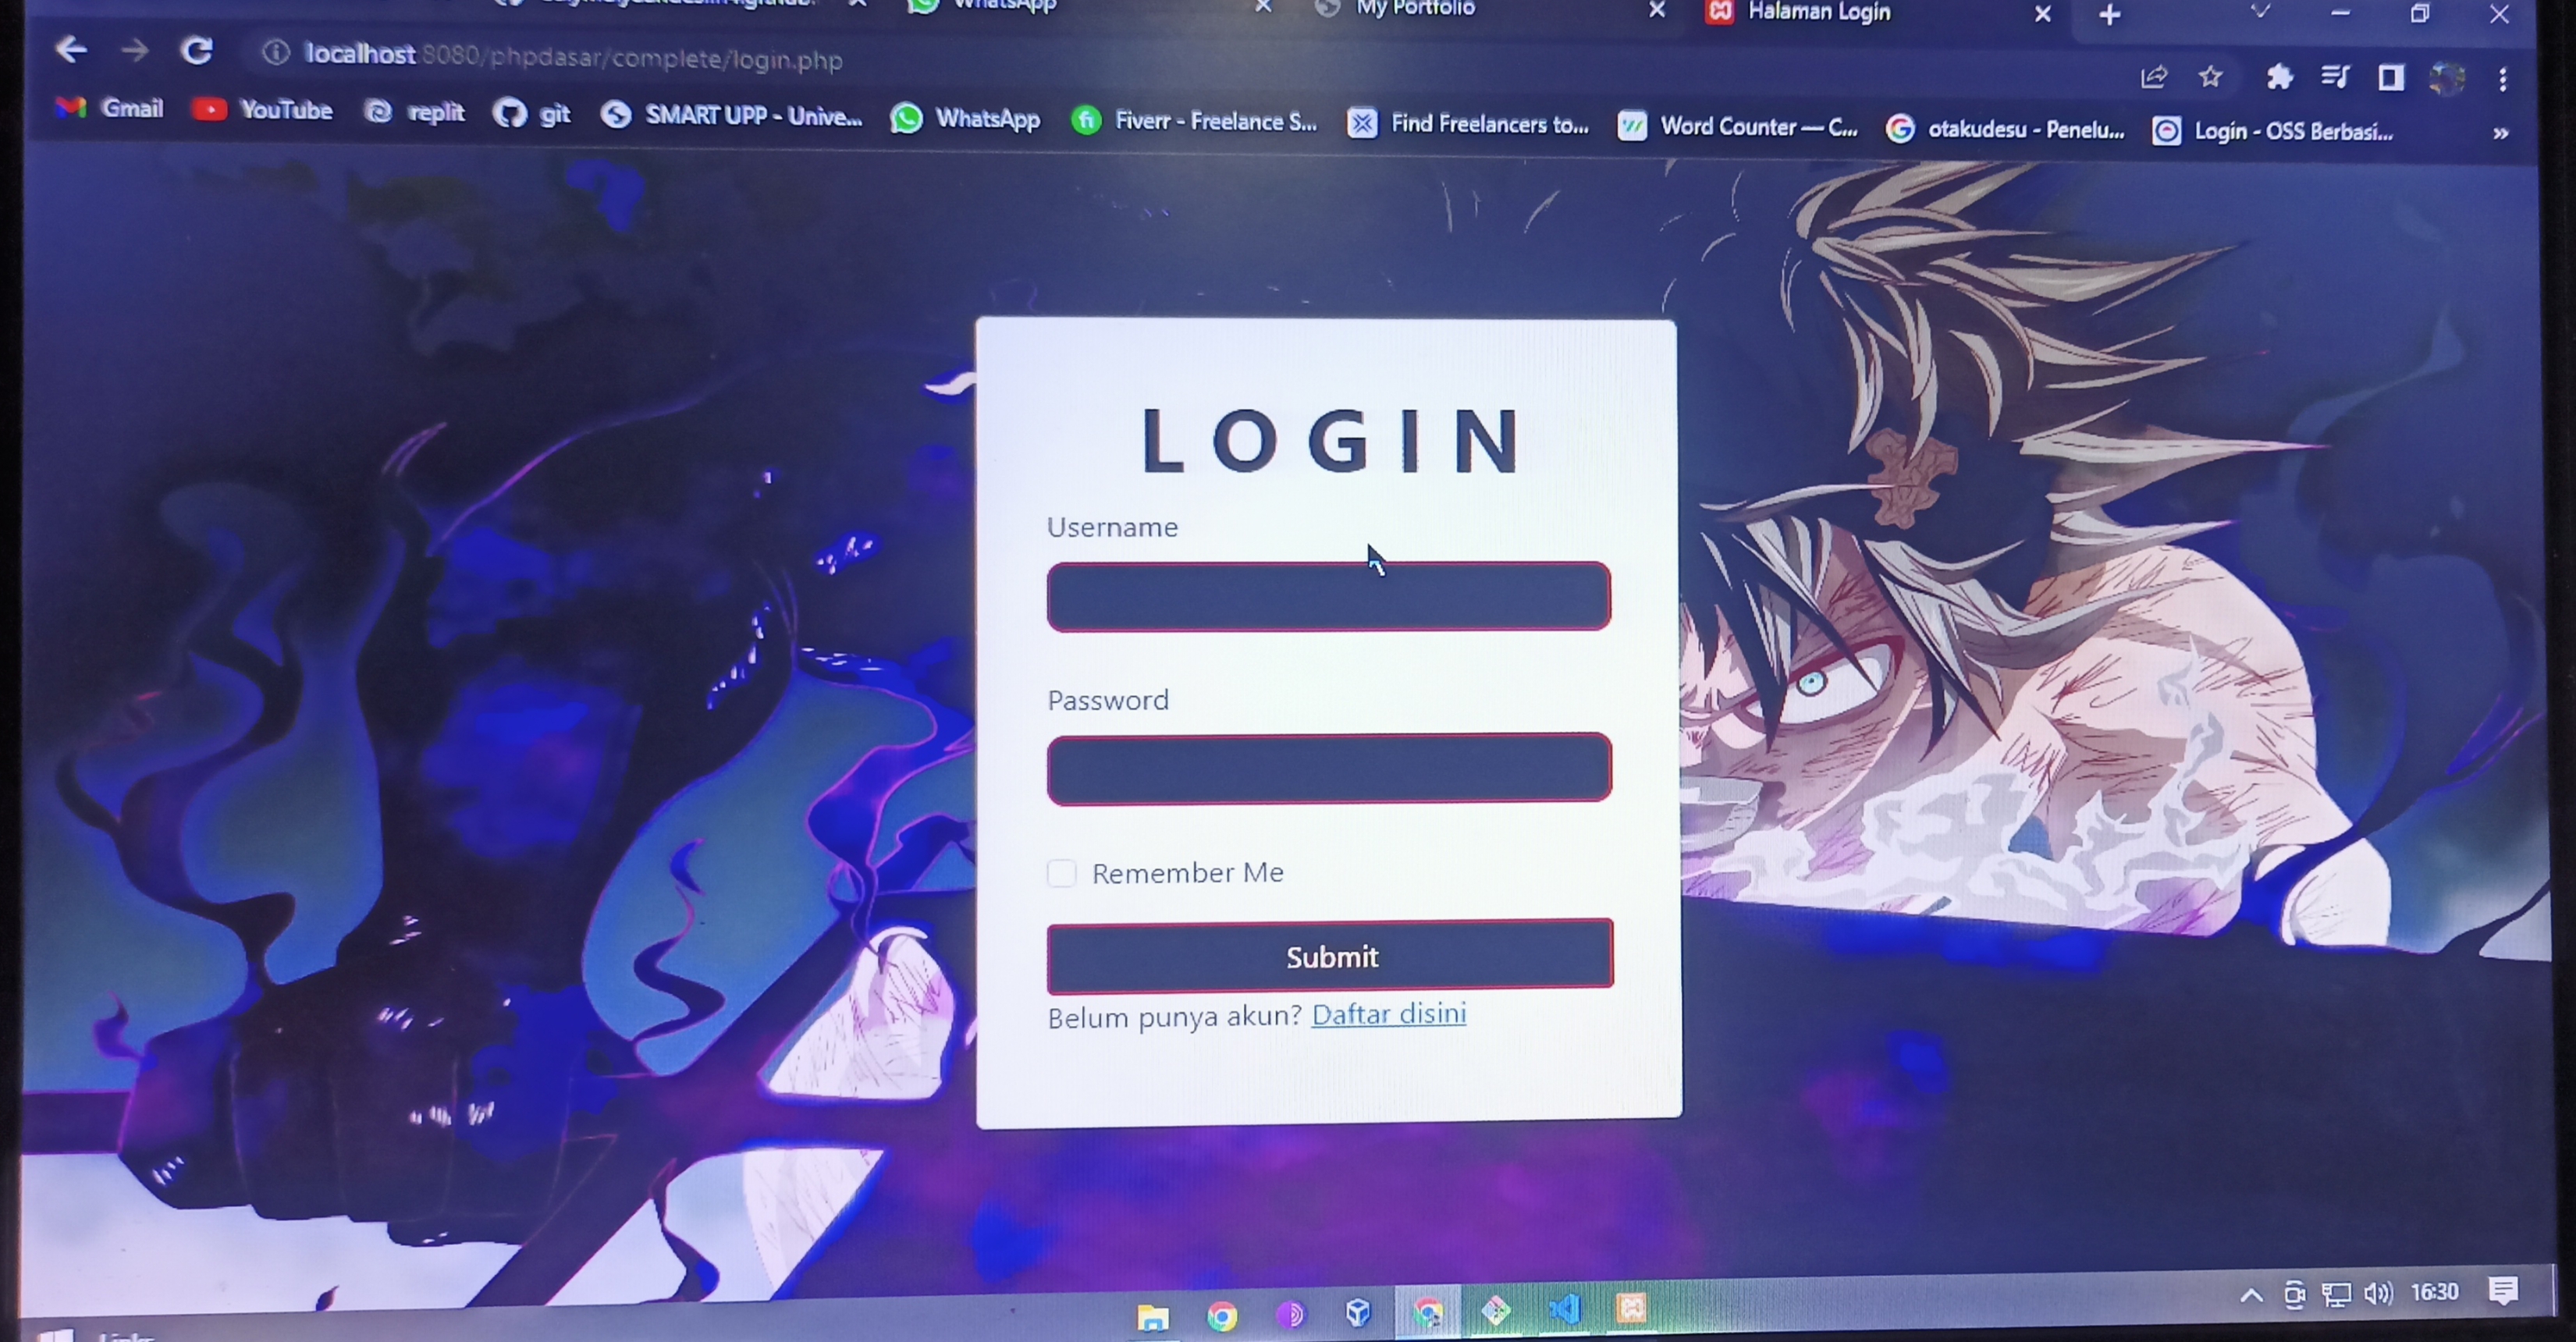 WhatsApp
My Portfolio
Halaman Login
localhost:8080/phpdasar/complete/login.php
Gmail
YouTube
replit
git
SMART UPP - Unive...
WhatsApp
Fiverr - Freelance S...
Find Freelancers to...
Word Counter — C...
otakudesu - Penelu...
Login - OSS Berbasi...
LOGIN
Username
Password
Remember Me
Submit
Belum punya akun? Daftar disini
16:30